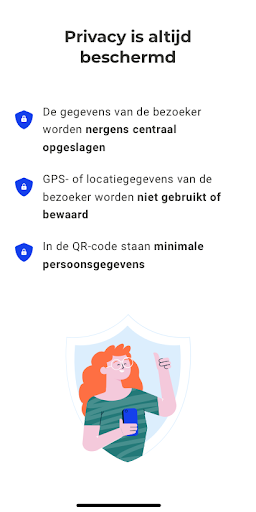 Privacy is altijd
beschermd
De gegevens van de bezoeker
worden nergens centraal
opgeslagen
GPS- of locatiegegevens van de
bezoeker worden niet gebruikt of
bewaard
In de QR-code staan minimale
persoonsgegevens